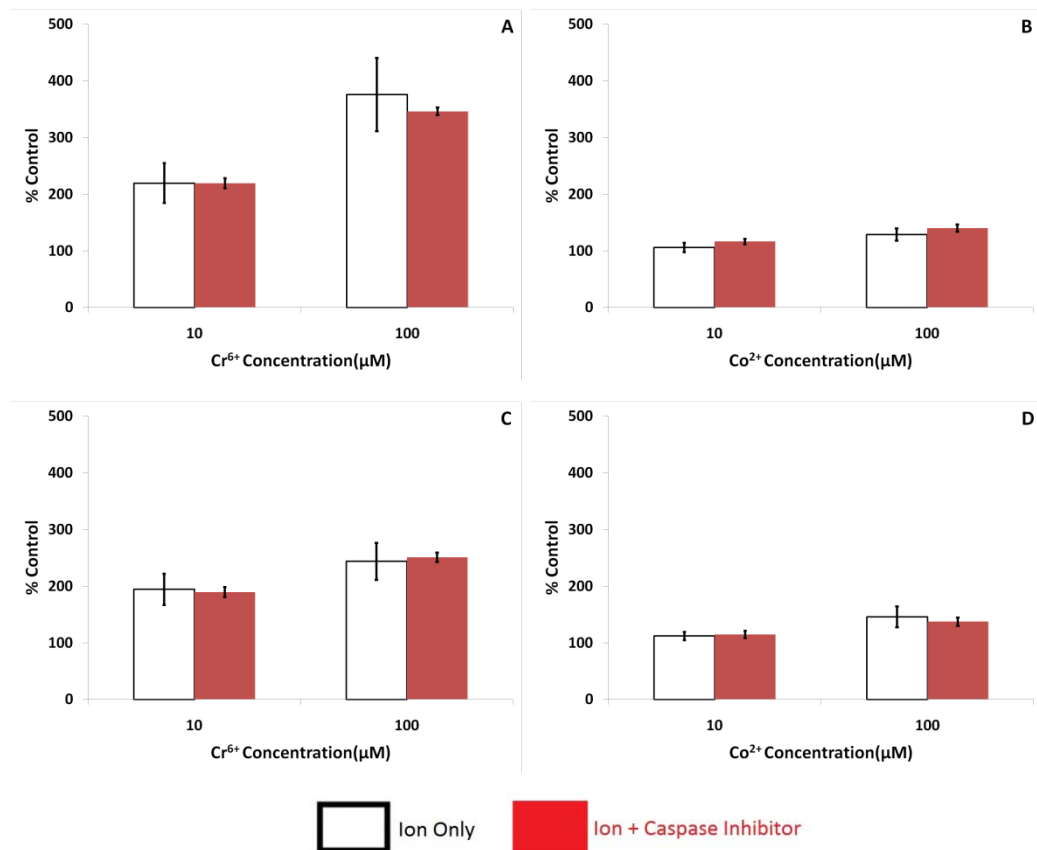 A
500
400
300
200
100
0
% Control
10
100
Cr⁶⁺ Concentration(µM)
B
500
400
300
200
100
0
% Control
10
100
Co²⁺ Concentration(µM)
C
500
400
300
200
100
0
% Control
10
100
Cr⁶⁺ Concentration(µM)
D
500
400
300
200
100
0
% Control
10
100
Co²⁺ Concentration(µM)
Ion Only
Ion + Caspase Inhibitor